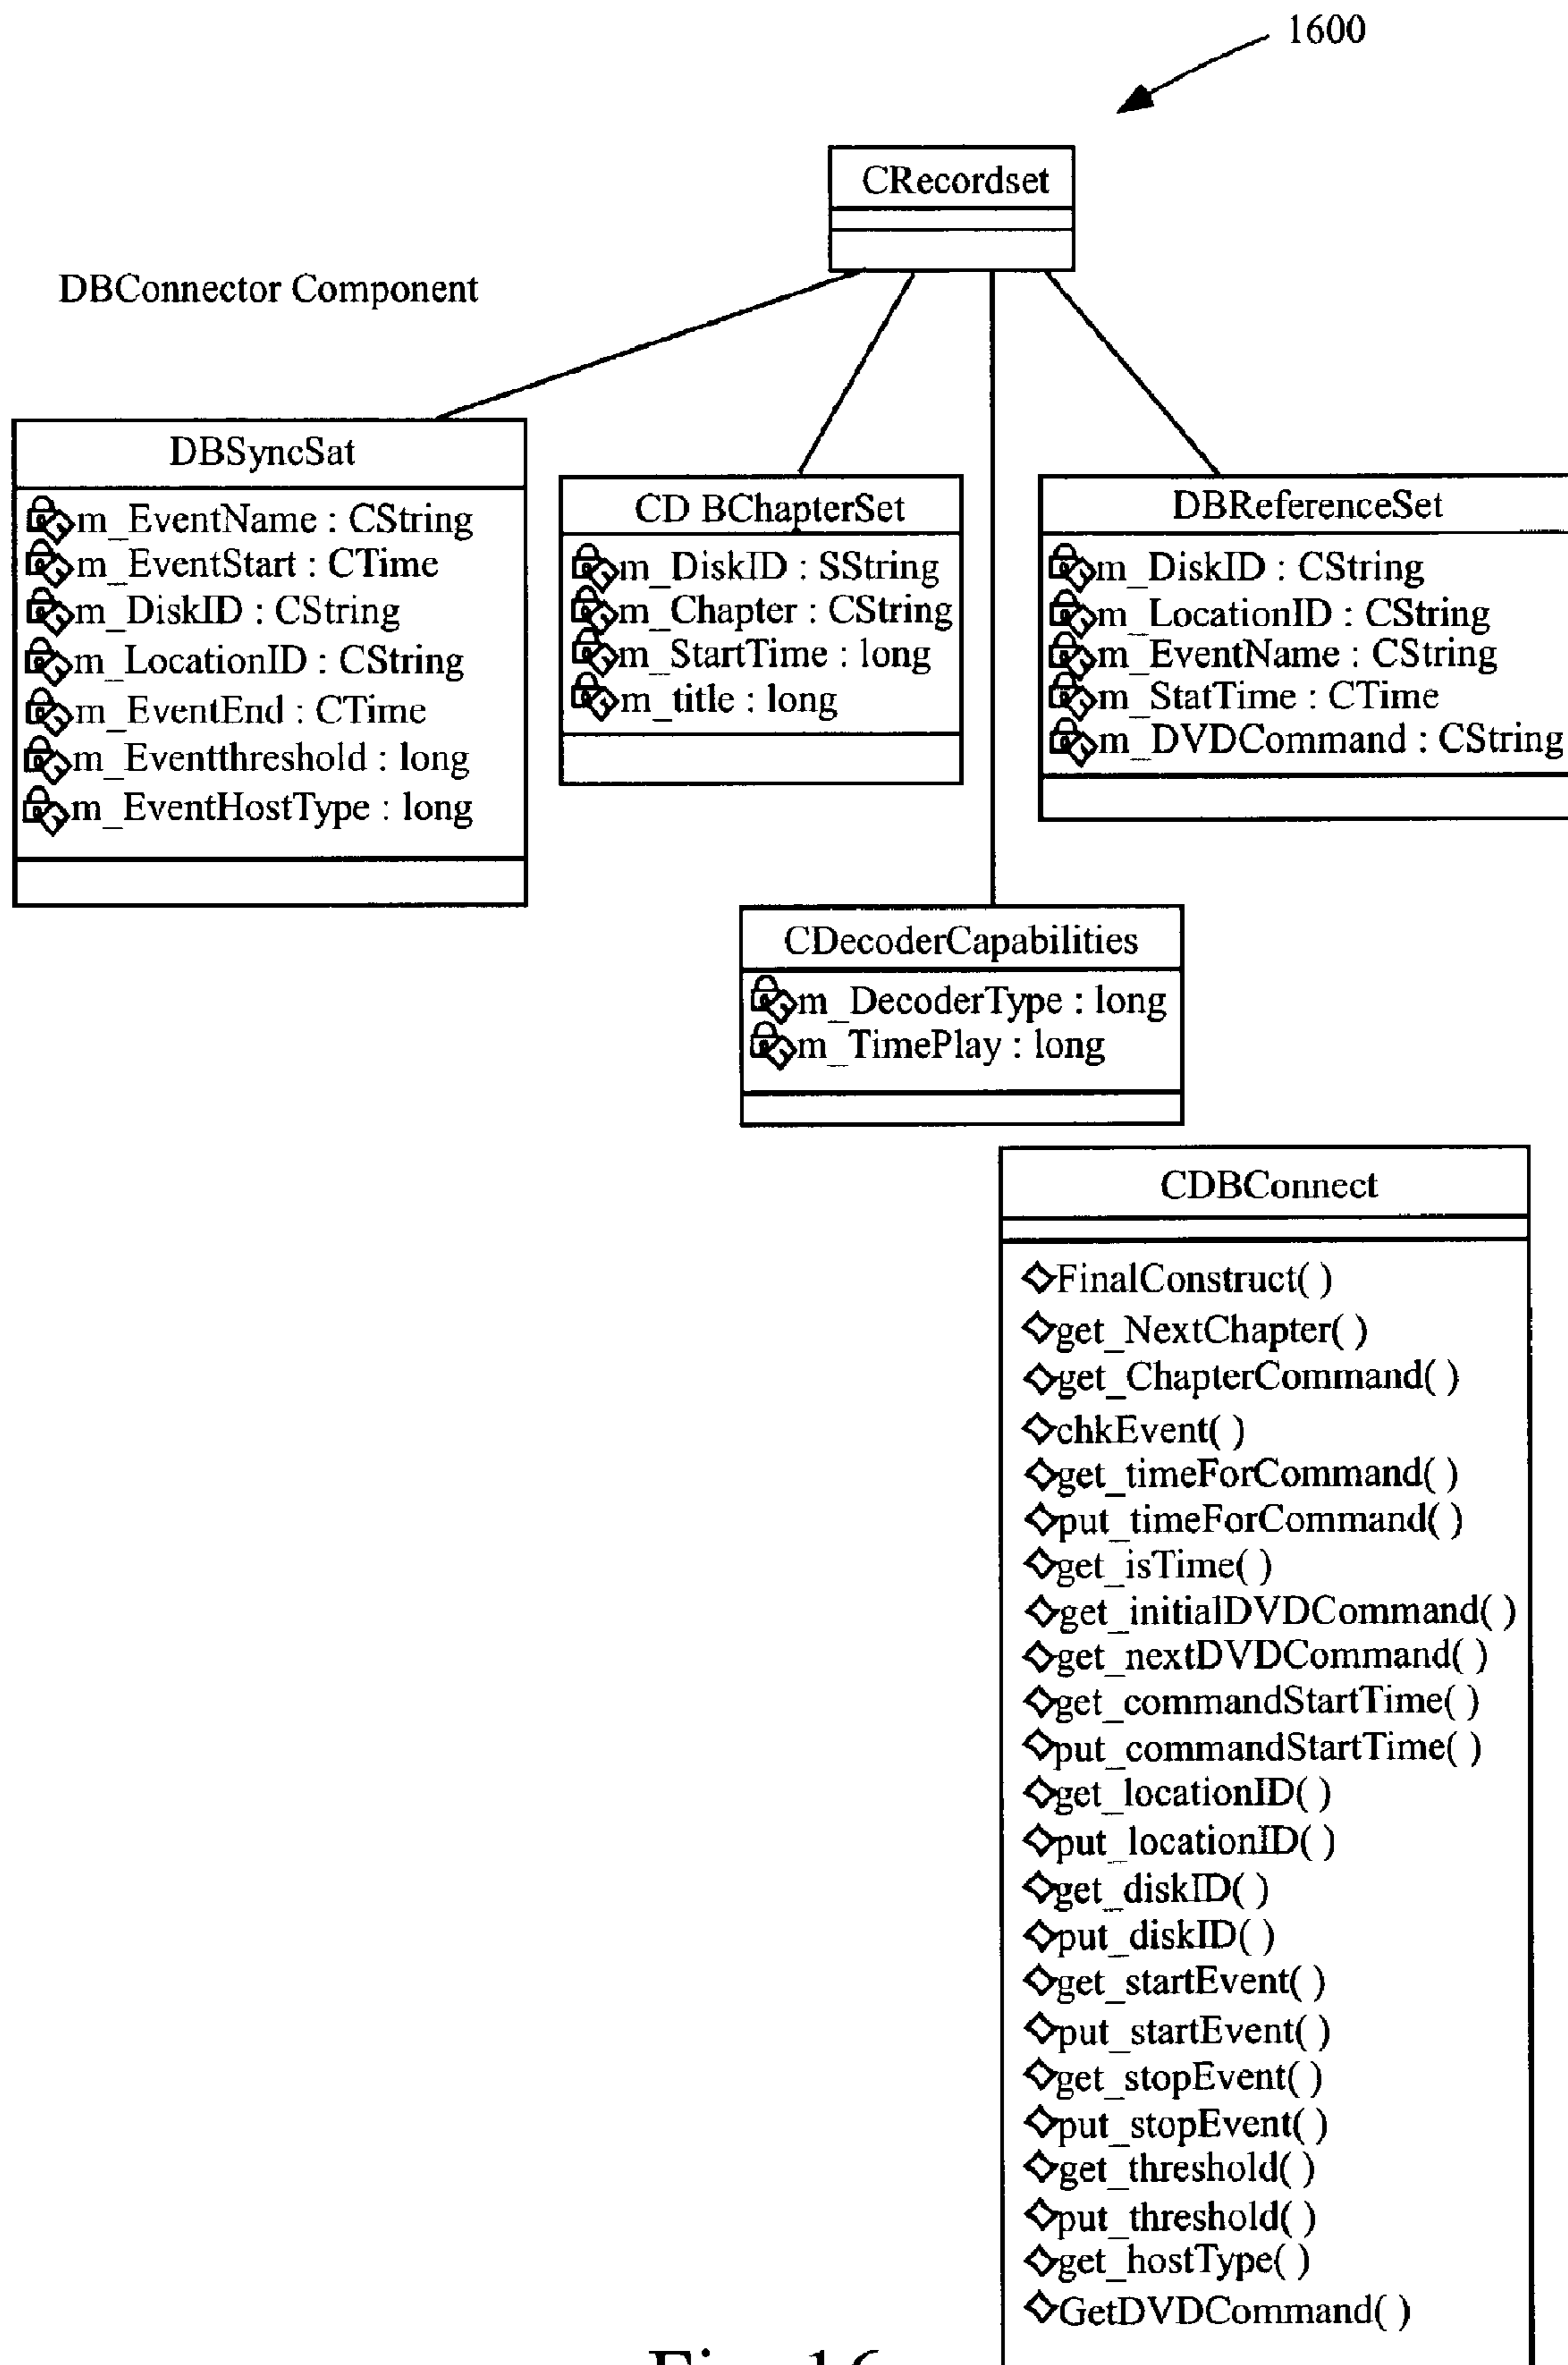 1600
CRecordset
DBConnector Component
DBSyncSat
m_EventName : CString
m_EventStart : CTime
m_DiskID : CString
m_LocationID : CString
m_EventEnd : CTime
m_Eventthreshold : long
m_EventHostType : long
CD BChapterSet
m_DiskID : SString
m_Chapter : CString
m_StartTime : long
m_title : long
DBReferenceSet
m_DiskID : CString
m_LocationID : CString
m_EventName : CString
m_StatTime : CTime
m_DVDCommand : CString
CDecoderCapabilities
m_DecoderType : long
m_TimePlay : long
CDBConnect
FinalConstruct( )
get_NextChapter( )
get_ChapterCommand( )
chkEvent( )
get_timeForCommand( )
put_timeForCommand( )
get_isTime( )
get_initialDVDCommand( )
get_nextDVDCommand( )
get_commandStartTime( )
put_commandStartTime( )
get_locationID( )
put_locationID( )
get_diskID( )
put_diskID( )
get_startEvent( )
put_startEvent( )
get_stopEvent( )
put_stopEvent( )
get_threshold( )
put_threshold( )
get_hostType( )
GetDVDCommand( )
Fig. 16